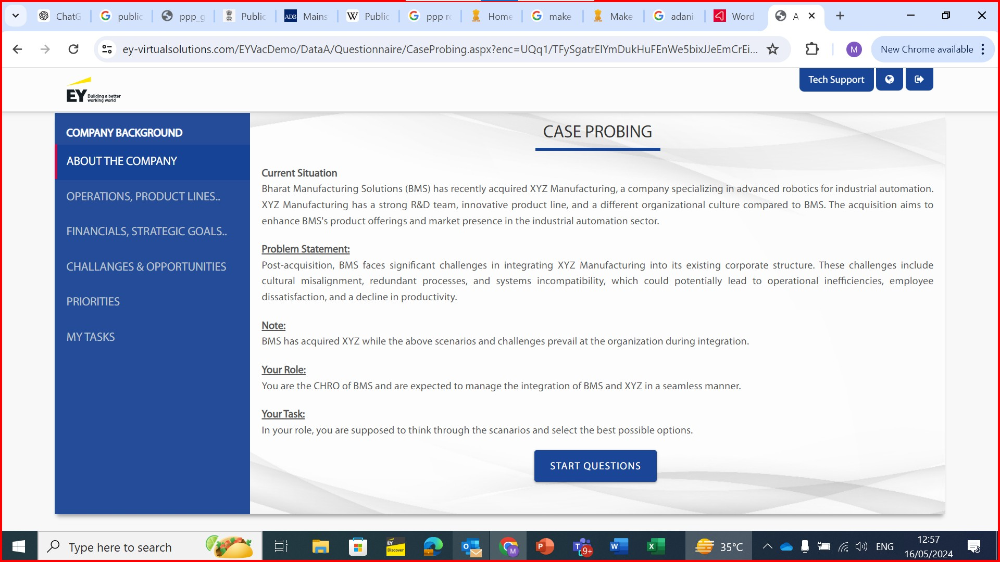 ChatG
public
ppp_g
Public
ADB Mains
W Public
ppp ro
Home
make
Make
adani
Word
A
ey-virtualsolutions.com/EYVacDemo/DataA/Questionnaire/CaseProbing.aspx?enc=UQq1/TFySgatrElYmDukHuFEnWe5bixJJeEmCrEi...
M
New Chrome available
Tech Support
EY Building a better
working world
COMPANY BACKGROUND
ABOUT THE COMPANY
OPERATIONS, PRODUCT LINES..
FINANCIALS, STRATEGIC GOALS..
CHALLANGES & OPPORTUNITIES
PRIORITIES
MY TASKS
CASE PROBING
Current Situation
Bharat Manufacturing Solutions (BMS) has recently acquired XYZ Manufacturing, a company specializing in advanced robotics for industrial automation.
XYZ Manufacturing has a strong R&D team, innovative product line, and a different organizational culture compared to BMS. The acquisition aims to
enhance BMS's product offerings and market presence in the industrial automation sector.
Problem Statement:
Post-acquisition, BMS faces significant challenges in integrating XYZ Manufacturing into its existing corporate structure. These challenges include
cultural misalignment, redundant processes, and systems incompatibility, which could potentially lead to operational inefficiencies, employee
dissatisfaction, and a decline in productivity.
Note:
BMS has acquired XYZ while the above scenarios and challenges prevail at the organization during integration.
Your Role:
You are the CHRO of BMS and are expected to manage the integration of BMS and XYZ in a seamless manner.
Your Task:
In your role, you are supposed to think through the scanarios and select the best possible options.
START QUESTIONS
Type here to search
EY
Discover
M
9+
35°C
ENG
12:57
16/05/2024